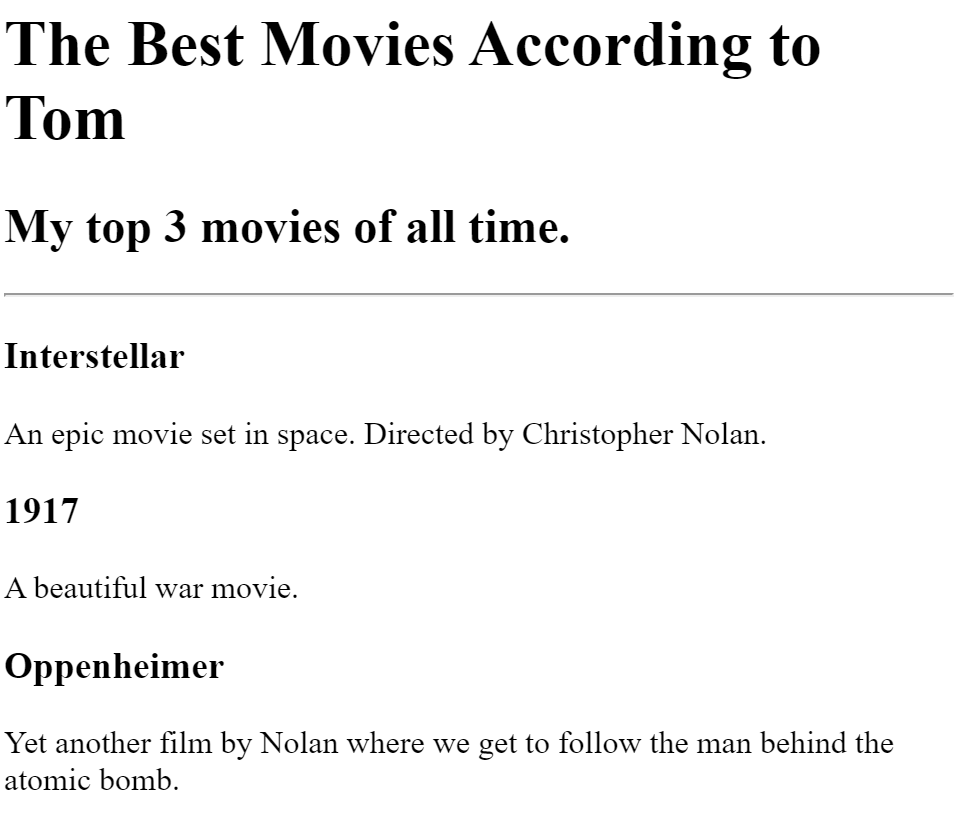 The Best Movies According to
Tom
My top 3 movies of all time.
Interstellar
An epic movie set in space. Directed by Christopher Nolan.
1917
A beautiful war movie.
Oppenheimer
Yet another film by Nolan where we get to follow the man behind the
atomic bomb.